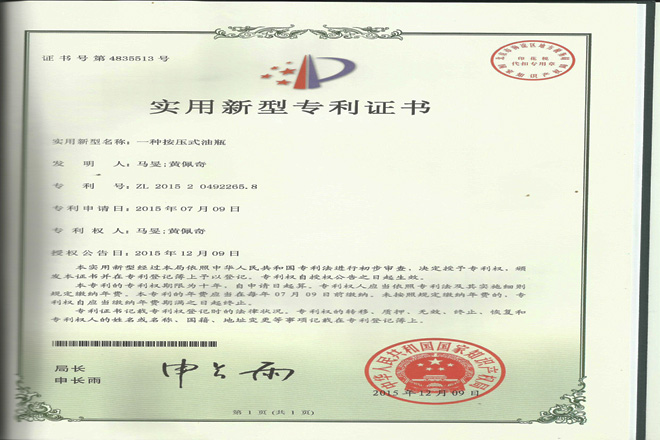 证书号第4835513号
实用新型专利证书
实用新型名称：一种按压式油瓶
发 明 人：马旻;黄佩奇
专 利 号：ZL 2015 2 0492265.8
专利申请日：2015年07月09日
专 利 权 人：马旻;黄佩奇
授权公告日：2015年12月09日
本实用新型经过本局依照中华人民共和国专利法进行初步审查，决定授予专利权，颁
发本证书并在专利登记簿上予以登记。专利权自授权公告之日起生效。
本专利的专利权期限为十年，自申请日起算。专利权人应当依照专利法及其实施细则
规定缴纳年费。本专利的年费应当在每年07月09日前缴纳。未按照规定缴纳年费的，专
利权自应当缴纳年费期满之日起终止。
专利证书记载专利权登记时的法律状况。专利权的转移、质押、无效、终止、恢复和
专利权人的姓名或名称、国籍、地址变更等事项记载在专利登记簿上。
局长
申长雨
申长雨
中华人民共和国国家知识产权局
2015年12月09日
第1页(共1页)